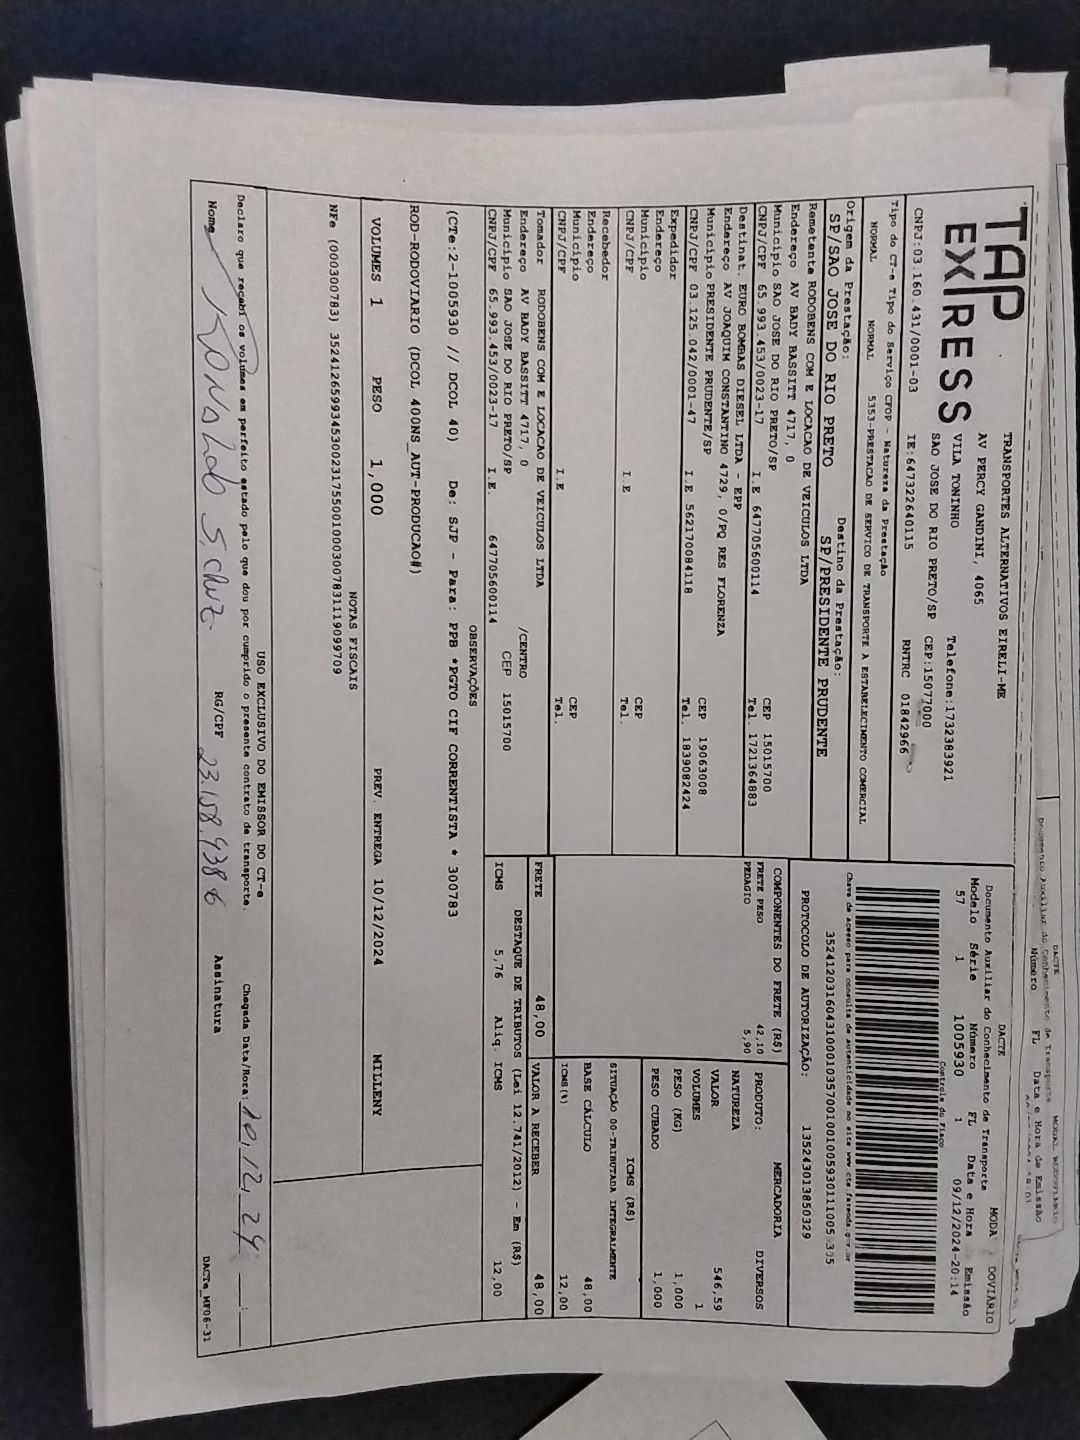 TAP
EXPRESS
TRANSPORTES ALTERNATIVOS EIRELI-ME
AV PERCY GANDINI, 4065
VILA TONINHO Telefone:1732383921
SAO JOSE DO RIO PRETO/SP CEP:15077000
CNPJ:03.160.431/0001-03 IE:647322640115 RNTRC 01842966
Tipo do CT-e Tipo do Serviço CFOP - Natureza da Prestação
NORMAL NORMAL 5353-PRESTACAO DE SERVICO DE TRANSPORTE A ESTABELECIMENTO COMERCIAL
Origem da Prestação: Destino da Prestação:
SP/SAO JOSE DO RIO PRETO SP/PRESIDENTE PRUDENTE
Remetente RODOBENS COM E LOCACAO DE VEICULOS LTDA
Endereço AV BADY BASSITT 4717, 0
Município SAO JOSE DO RIO PRETO/SP CEP 15015700
CNPJ/CPF 65.993.453/0023-17 I.E 647705600114 Tel. 1721364883
Destinat. EURO BOMBAS DIESEL LTDA - EPP
Endereço AV JOAQUIM CONSTANTINO 4729, 0/PQ RES FLORENZA
Município PRESIDENTE PRUDENTE/SP CEP 19063008
CNPJ/CPF 03.125.042/0001-47 I.E 562170084118 Tel. 1839082424
Expedidor
Endereço
Município CEP
CNPJ/CPF I.E Tel.
Recebedor
Endereço
Município CEP
CNPJ/CPF I.E Tel.
Tomador RODOBENS COM E LOCACAO DE VEICULOS LTDA
Endereço AV BADY BASSITT 4717, 0 /CENTRO
Município SAO JOSE DO RIO PRETO/SP CEP 15015700
CNPJ/CPF 65.993.453/0023-17 I.E. 647705600114
DACTE
Documento Auxiliar do Conhecimento de Transporte
Modelo Série Número FL Data e Hora Emissão
57 1 1005930 1 09/12/2024-20:14
Controle do Fisco
Chave de Acesso para consulta de autenticidade no site www.cte.fazenda.gov.br
PROTOCOLO DE AUTORIZAÇÃO: 135243013850329
COMPONENTES DO FRETE (R$)
FRETE PESO 42,10
PEDAGIO 5,90
MERCADORIA
PRODUTO: DIVERSOS
NATUREZA
VALOR 546,59
VOLUMES 1
PESO (KG) 1,000
PESO CUBADO 1,000
ICMS (R$)
SITUAÇÃO 00-TRIBUTADA INTEGRALMENTE
BASE CÁLCULO 48,00
ICMS(%) 12,00
FRETE 48,00 VALOR A RECEBER 48,00
DESTAQUE DE TRIBUTOS (Lei 12.741/2012) - Em (R$)
ICMS 5,76 Aliq. ICMS 12,00
OBSERVAÇÕES
(CTe:2-1005930 // DCOL 40) De: SJP - Para: PPB *PGTO CIF CORRENTISTA * 300783
ROD-RODOVIARIO (DCOL 400NS_AUT-PRODUCAO#)
VOLUMES 1 PESO 1,000 PREV. ENTREGA 10/12/2024 MILLENY
NOTAS FISCAIS
NFe (000300783) 35241265993453002317550010003007831119099709
USO EXCLUSIVO DO EMISSOR DO CT-e
Declaro que recebi os volumes em perfeito estado pelo que dou por cumprido o presente contrato de transporte. Chegada Data/Hora: 10,12,24
Nome RG/CPF Assinatura
DACTe_MF06-31